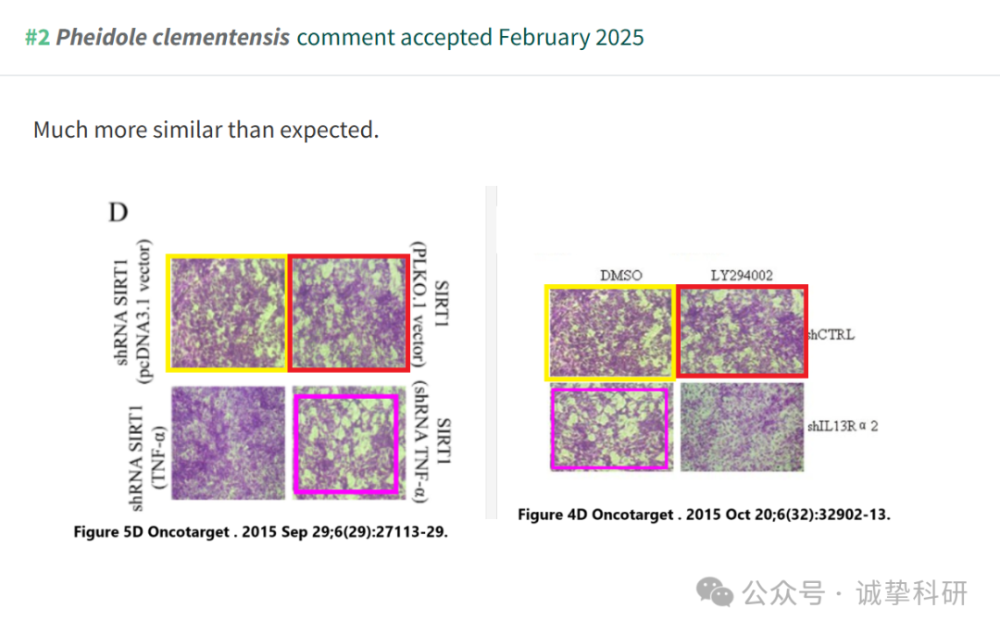 #2 Pheidole clementensis comment accepted February 2025
Much more similar than expected.
D
shRNA SIRT1
(pcDNA3.1 vector)
SIRT1
(PLKO.1 vector)
shRNA SIRT1
(TNF-α)
SIRT1
(shRNA TNF-α)
Figure 5D Oncotarget . 2015 Sep 29;6(29):27113-29.
DMSO LY294002
shCTRL
shIL13Rα2
Figure 4D Oncotarget . 2015 Oct 20;6(32):32902-13.
公众号 · 诚挚科研